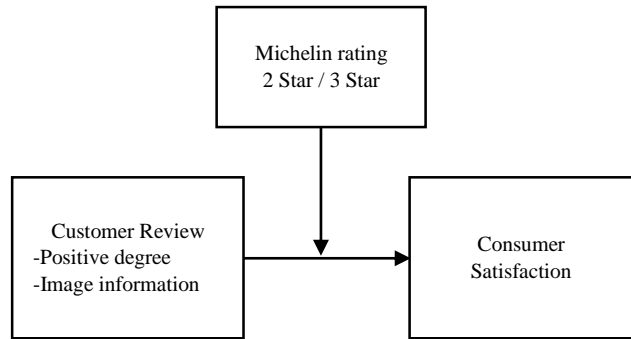 Michelin rating
2 Star / 3 Star
Customer Review
-Positive degree
-Image information
Consumer
Satisfaction